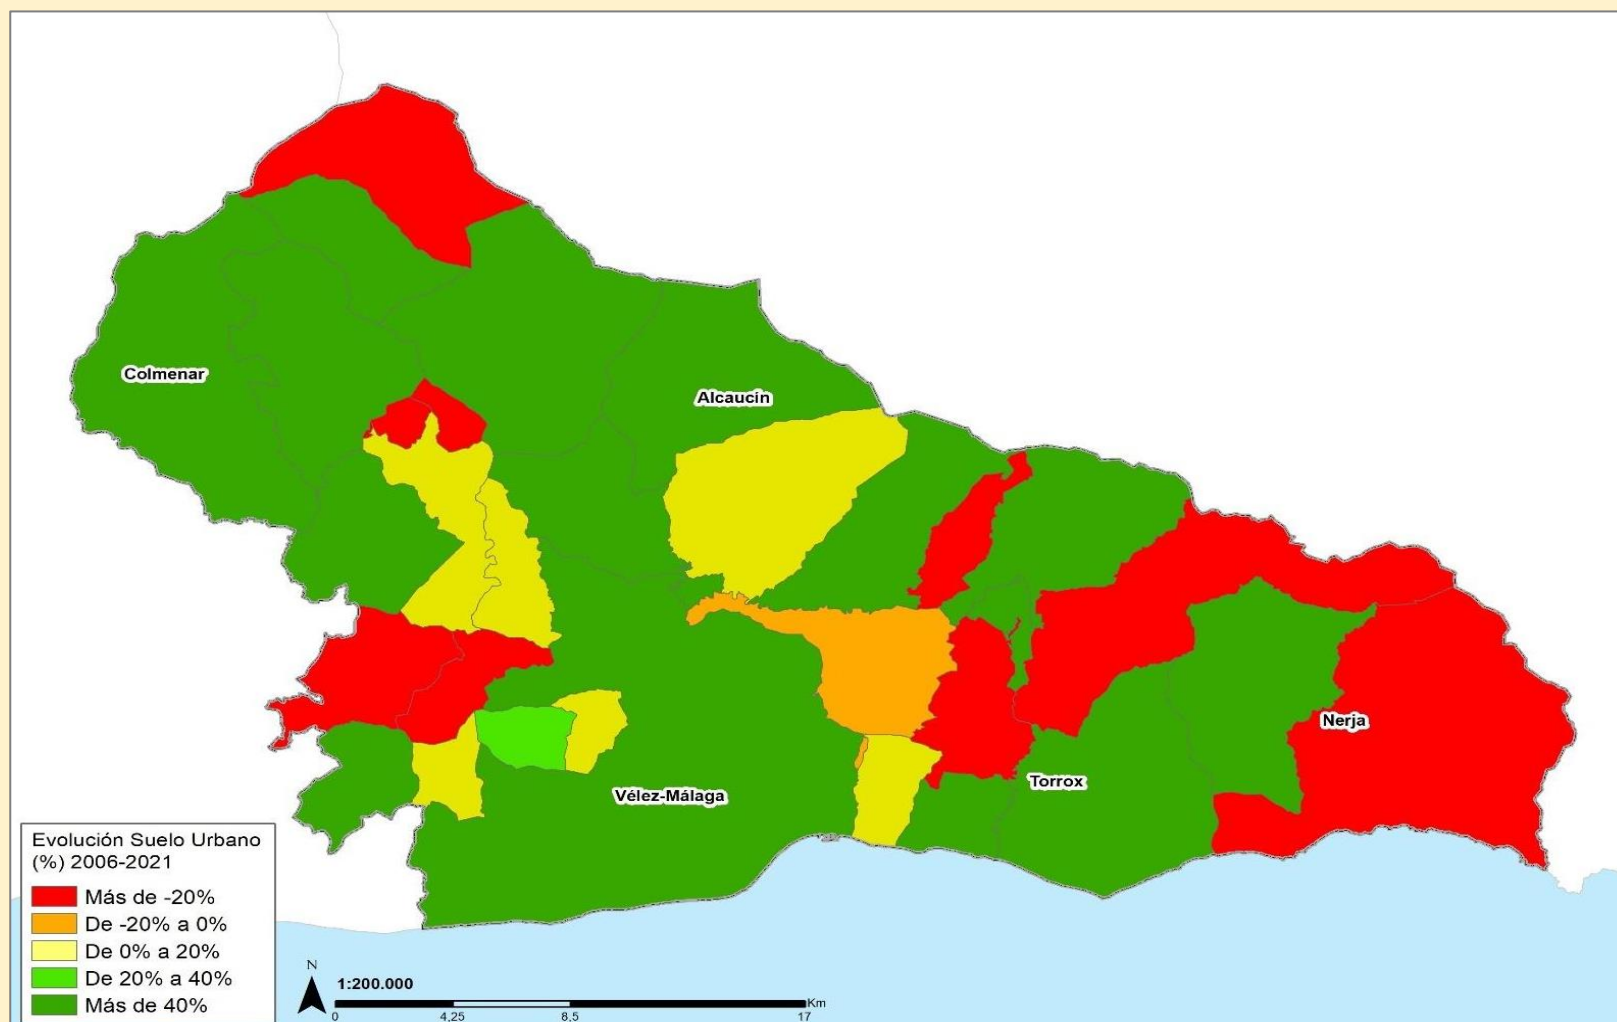 Colmenar
Alcaucín
Nerja
Torrox
Vélez-Málaga
Evolución Suelo Urbano
(%) 2006-2021
Más de -20%
De -20% a 0%
De 0% a 20%
De 20% a 40%
Más de 40%
N
1:200.000
Km
0 4,25 8,5 17